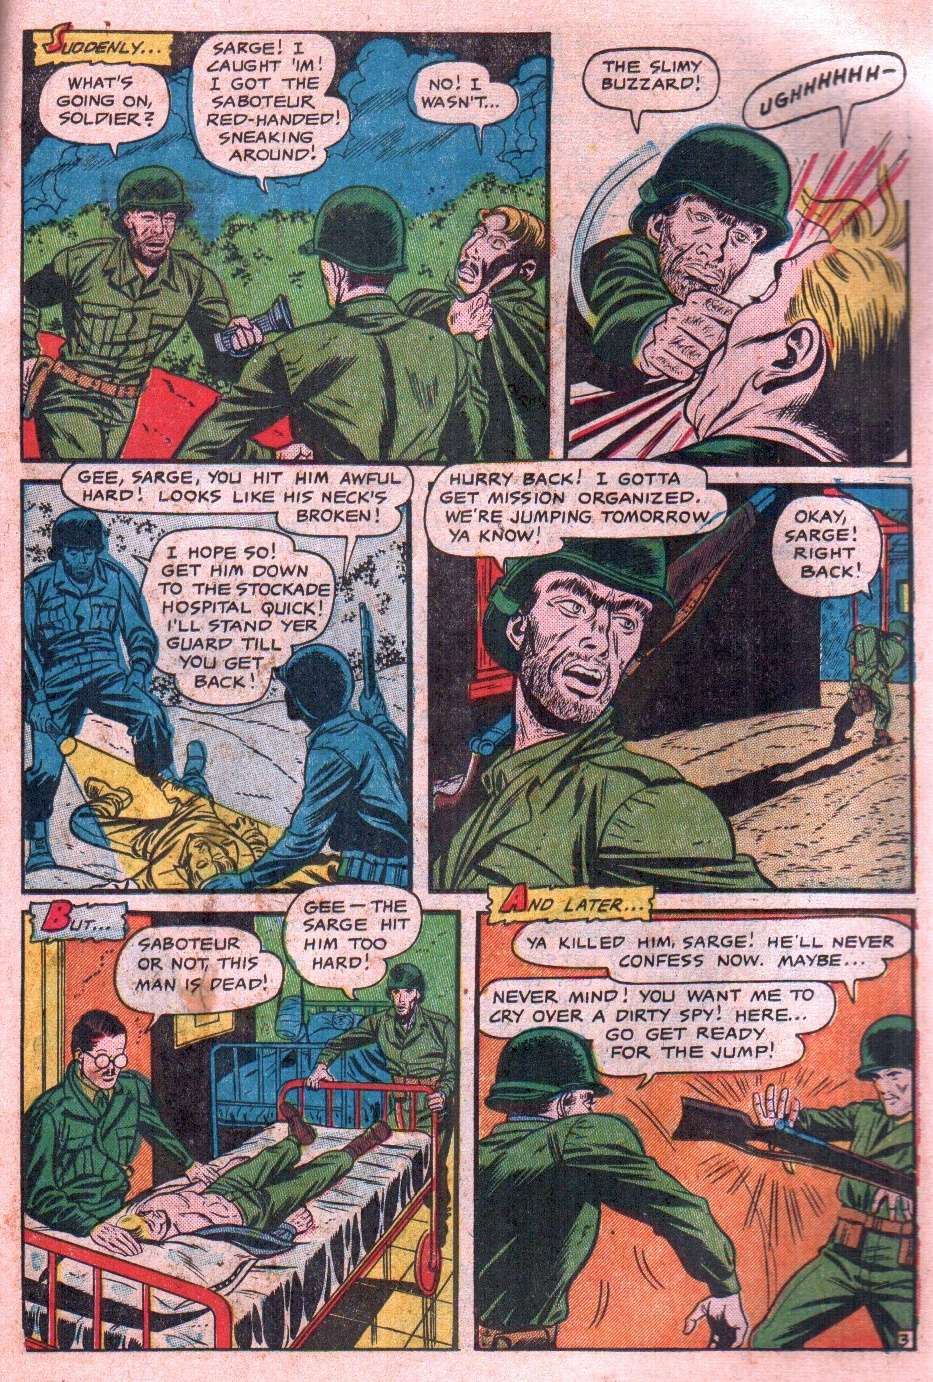 SUDDENLY...
WHAT'S
GOING ON,
SOLDIER?
SARGE! I
CAUGHT 'IM!
I GOT THE
SABOTEUR
RED-HANDED!
SNEAKING
AROUND!
NO! I
WASN'T...
THE SLIMY
BUZZARD!
UGHHHHHH-
GEE, SARGE, YOU HIT HIM AWFUL
HARD! LOOKS LIKE HIS NECK'S
BROKEN!
I HOPE SO!
GET HIM DOWN
TO THE STOCKADE
HOSPITAL QUICK!
I'LL STAND YER
GUARD TILL
YOU GET
BACK!
HURRY BACK! I GOTTA
GET MISSION ORGANIZED.
WE'RE JUMPING TOMORROW
YA KNOW!
OKAY,
SARGE!
RIGHT
BACK!
BUT...
SABOTEUR
OR NOT, THIS
MAN IS DEAD!
GEE — THE
SARGE HIT
HIM TOO
HARD!
AND LATER...
YA KILLED HIM, SARGE! HE'LL NEVER
CONFESS NOW. MAYBE...
NEVER MIND! YOU WANT ME TO
CRY OVER A DIRTY SPY! HERE...
GO GET READY
FOR THE JUMP!
3